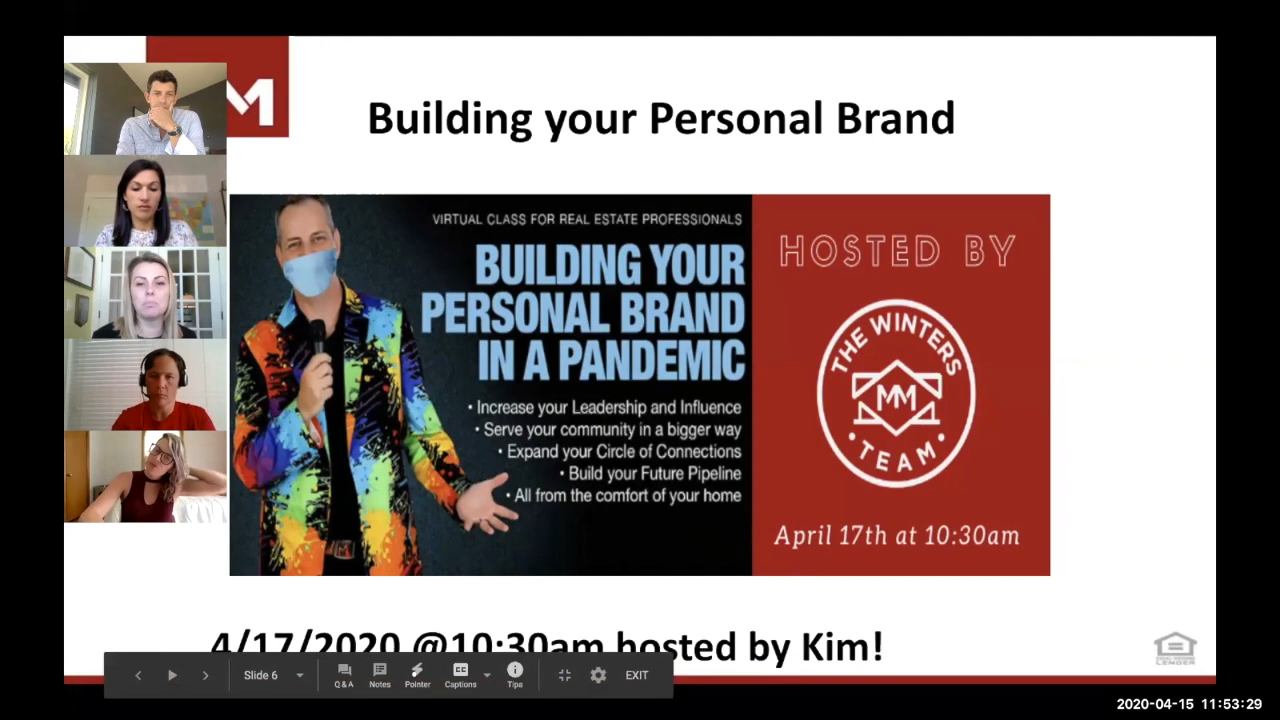 M
Building your Personal Brand
VIRTUAL CLASS FOR REAL ESTATE PROFESSIONALS
BUILDING YOUR
PERSONAL BRAND
IN A PANDEMIC
• Increase your Leadership and Influence
• Serve your community in a bigger way
• Expand your Circle of Connections
• Build your Future Pipeline
• All from the comfort of your home
HOSTED BY
THE WINTERS
MM
• TEAM •
April 17th at 10:30am
4/17/2020 @10:30am hosted by Kim!
Slide 6
Q & A
Notes
Pointer
CC
Captions
Tips
EXIT
LENDER
2020-04-15 11:53:29